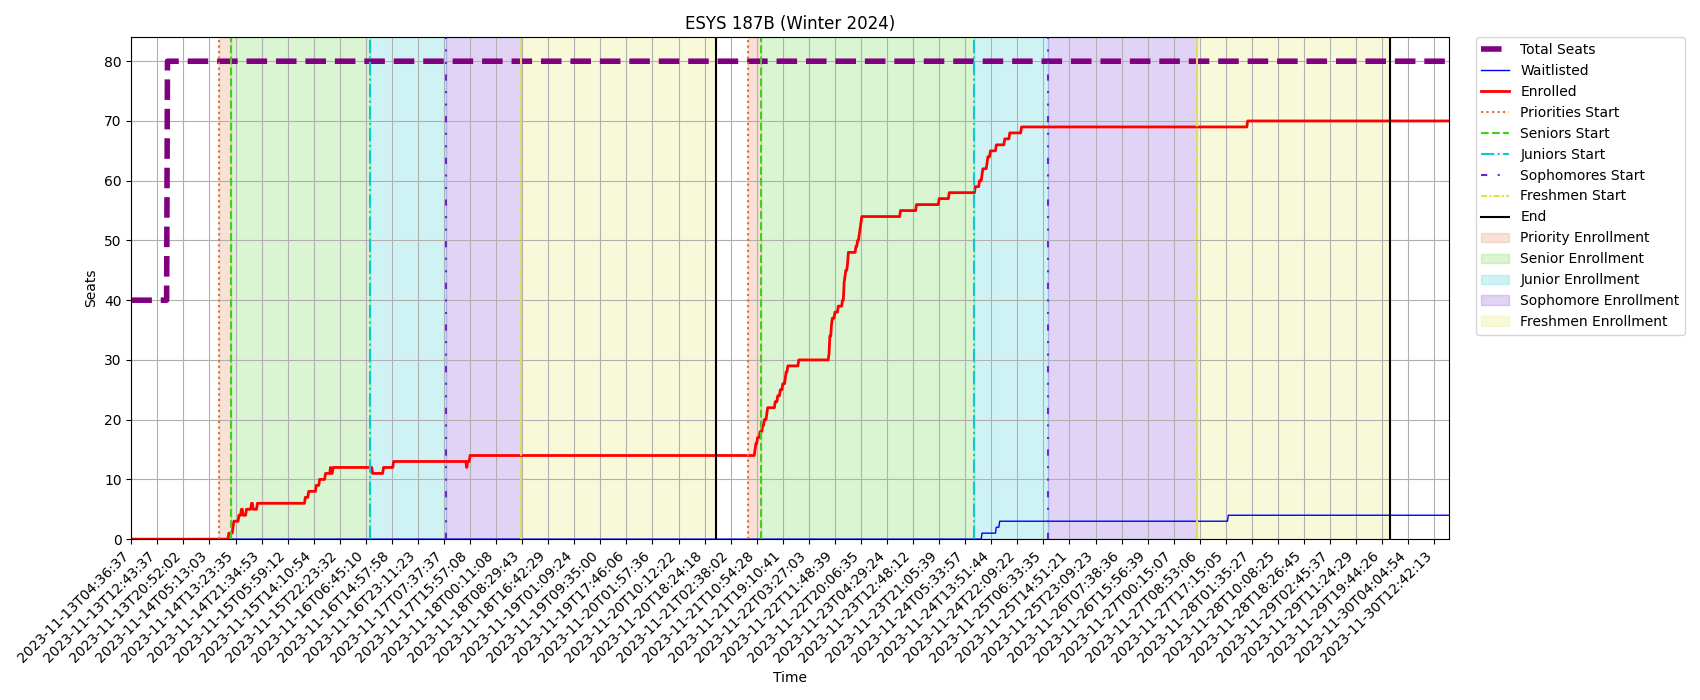 ESYS 187B (Winter 2024)
Seats
80
70
60
50
40
30
20
10
0
2023-11-13T04:36:37
2023-11-13T12:43:37
2023-11-13T20:52:02
2023-11-14T05:13:03
2023-11-14T13:23:35
2023-11-14T21:34:53
2023-11-15T05:59:12
2023-11-15T14:10:54
2023-11-15T22:23:32
2023-11-16T06:45:10
2023-11-16T14:57:58
2023-11-16T23:11:23
2023-11-17T07:37:37
2023-11-17T15:57:08
2023-11-18T00:11:08
2023-11-18T08:29:43
2023-11-18T16:42:29
2023-11-19T01:09:24
2023-11-19T09:35:00
2023-11-19T17:46:06
2023-11-20T01:57:36
2023-11-20T10:12:22
2023-11-20T18:24:18
2023-11-21T02:38:02
2023-11-21T10:54:28
2023-11-21T19:10:41
2023-11-22T03:27:03
2023-11-22T11:48:39
2023-11-22T20:06:35
2023-11-23T04:29:24
2023-11-23T12:48:12
2023-11-23T21:05:39
2023-11-24T05:33:57
2023-11-24T13:51:44
2023-11-24T22:09:22
2023-11-25T06:33:35
2023-11-25T14:51:21
2023-11-25T23:09:23
2023-11-26T07:38:36
2023-11-26T15:56:39
2023-11-27T00:15:07
2023-11-27T08:53:06
2023-11-27T17:15:05
2023-11-28T01:35:27
2023-11-28T10:08:25
2023-11-28T18:26:45
2023-11-29T02:45:37
2023-11-29T11:24:29
2023-11-29T19:44:26
2023-11-30T04:04:54
2023-11-30T12:42:13
Time
Total Seats
Waitlisted
Enrolled
Priorities Start
Seniors Start
Juniors Start
Sophomores Start
Freshmen Start
End
Priority Enrollment
Senior Enrollment
Junior Enrollment
Sophomore Enrollment
Freshmen Enrollment